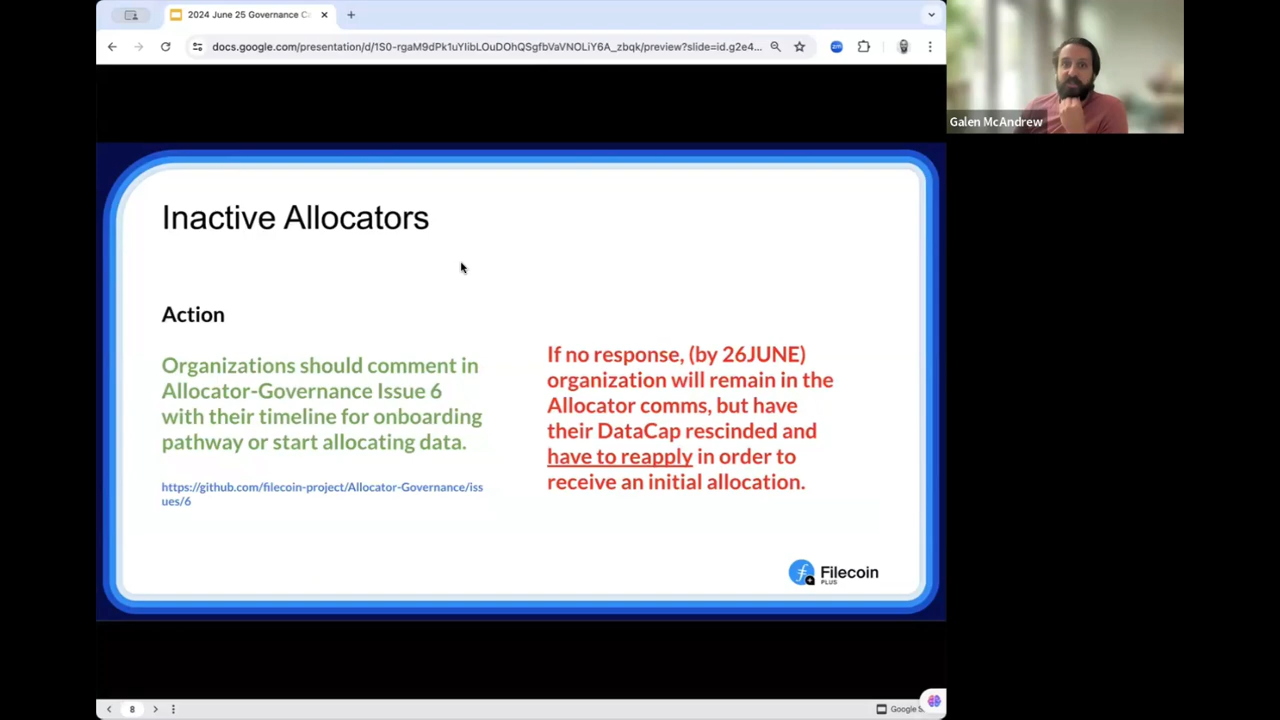 2024 June 25 Governance Ca
docs.google.com/presentation/d/1S0-rgaM9dPk1uYIibLOuDOhQSgfbVaVNOLiY6A_zbqk/preview?slide=id.g2e4...
Galen McAndrew
Inactive Allocators
Action
Organizations should comment in
Allocator-Governance Issue 6
with their timeline for onboarding
pathway or start allocating data.
https://github.com/filecoin-project/Allocator-Governance/iss
ues/6
If no response, (by 26JUNE)
organization will remain in the
Allocator comms, but have
their DataCap rescinded and
have to reapply in order to
receive an initial allocation.
Filecoin
PLUS
8
Google S